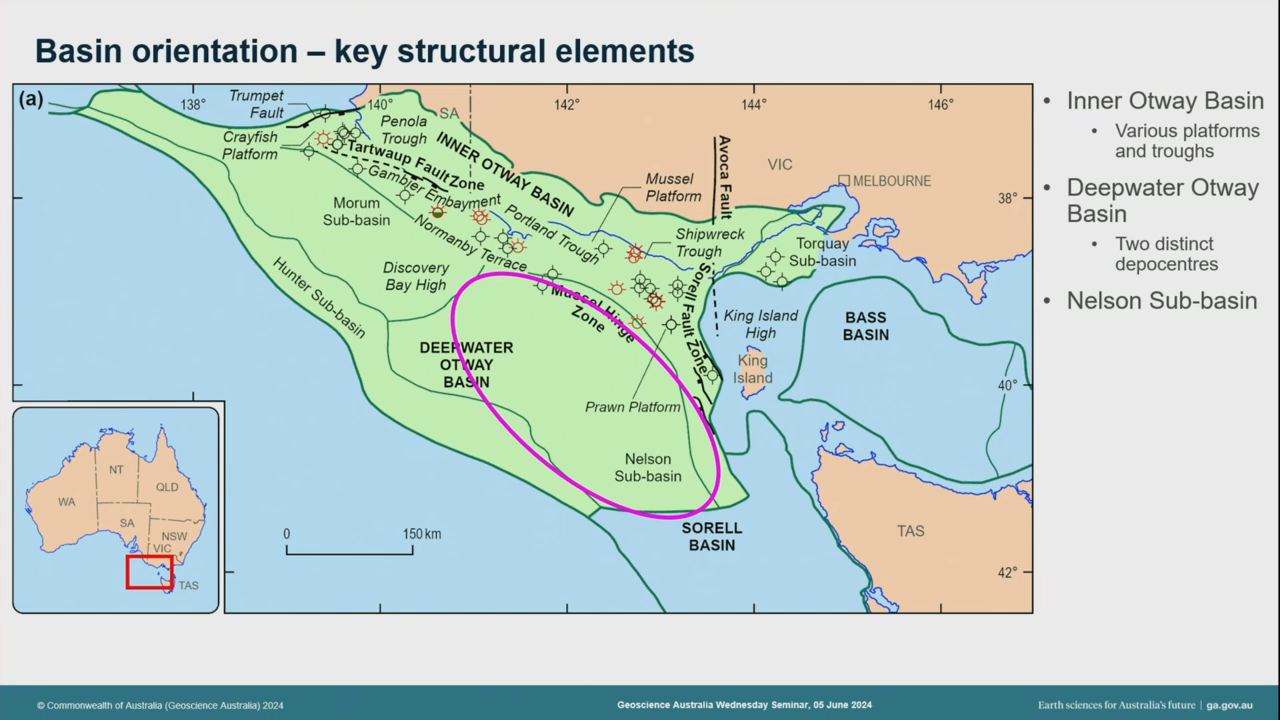 Basin orientation – key structural elements
(a)
138°
140°
142°
144°
146°
Trumpet
Fault
SA
Penola
Trough
Crayfish
Platform
Tartwaup Fault Zone
INNER OTWAY BASIN
Gambier Embayment
Mussel
Platform
Avoca Fault
VIC
MELBOURNE
38°
Morum
Sub-basin
Portland Trough
Shipwreck
Trough
Torquay
Sub-basin
Normanby Terrace
Discovery
Bay High
Hunter Sub-basin
Mussel Hinge
Zone
Sorell Fault Zone
King Island
High
BASS
BASIN
DEEPWATER
OTWAY
BASIN
King
Island
40°
Prawn Platform
Nelson
Sub-basin
SORELL
BASIN
TAS
42°
0
150 km
NT
QLD
WA
SA
NSW
VIC
TAS
• Inner Otway Basin
• Various platforms
and troughs
• Deepwater Otway
Basin
• Two distinct
depocentres
• Nelson Sub-basin
© Commonwealth of Australia (Geoscience Australia) 2024
Geoscience Australia Wednesday Seminar, 05 June 2024
Earth sciences for Australia's future | ga.gov.au